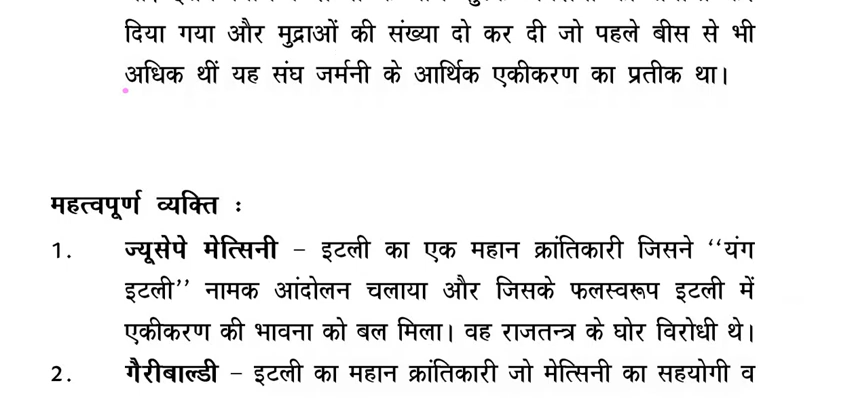 दिया गया और मुद्राओं की संख्या दो कर दी जो पहले बीस से भी
अधिक थीं यह संघ जर्मनी के आर्थिक एकीकरण का प्रतीक था।
महत्वपूर्ण व्यक्ति :
1. ज्यूसेपे मेत्सिनी – इटली का एक महान क्रांतिकारी जिसने ‘‘यंग
इटली’’ नामक आंदोलन चलाया और जिसके फलस्वरूप इटली में
एकीकरण की भावना को बल मिला। वह राजतन्त्र के घोर विरोधी थे।
2. गैरीबाल्डी – इटली का महान क्रांतिकारी जो मेत्सिनी का सहयोगी व